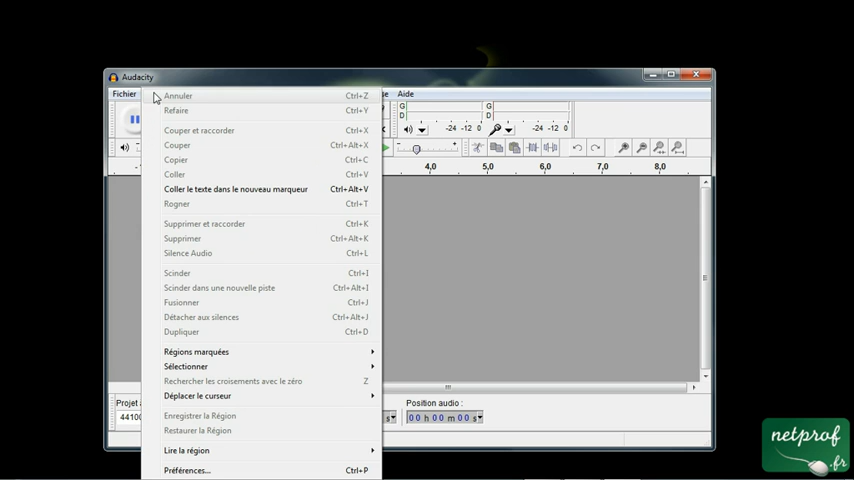 Audacity
Fichier
Aide
Annuler Ctrl+Z
Refaire Ctrl+Y
Couper et raccorder Ctrl+X
Couper Ctrl+Alt+X
Copier Ctrl+C
Coller Ctrl+V
Coller le texte dans le nouveau marqueur Ctrl+Alt+V
Rogner Ctrl+T
Supprimer et raccorder Ctrl+K
Supprimer Ctrl+Alt+K
Silence Audio Ctrl+L
Scinder Ctrl+I
Scinder dans une nouvelle piste Ctrl+Alt+I
Fusionner Ctrl+J
Détacher aux silences Ctrl+Alt+J
Dupliquer Ctrl+D
Régions marquées
Sélectionner
Rechercher les croisements avec le zéro Z
Déplacer le curseur
Enregistrer la Région
Restaurer la Région
Lire la région
Préférences... Ctrl+P
G G
D D
-24 -12 0 -24 -12 0
4,0 5,0 6,0 7,0 8,0
Projet à
Position audio :
44100
s
00 h 00 m 00 s
netprof
.fr